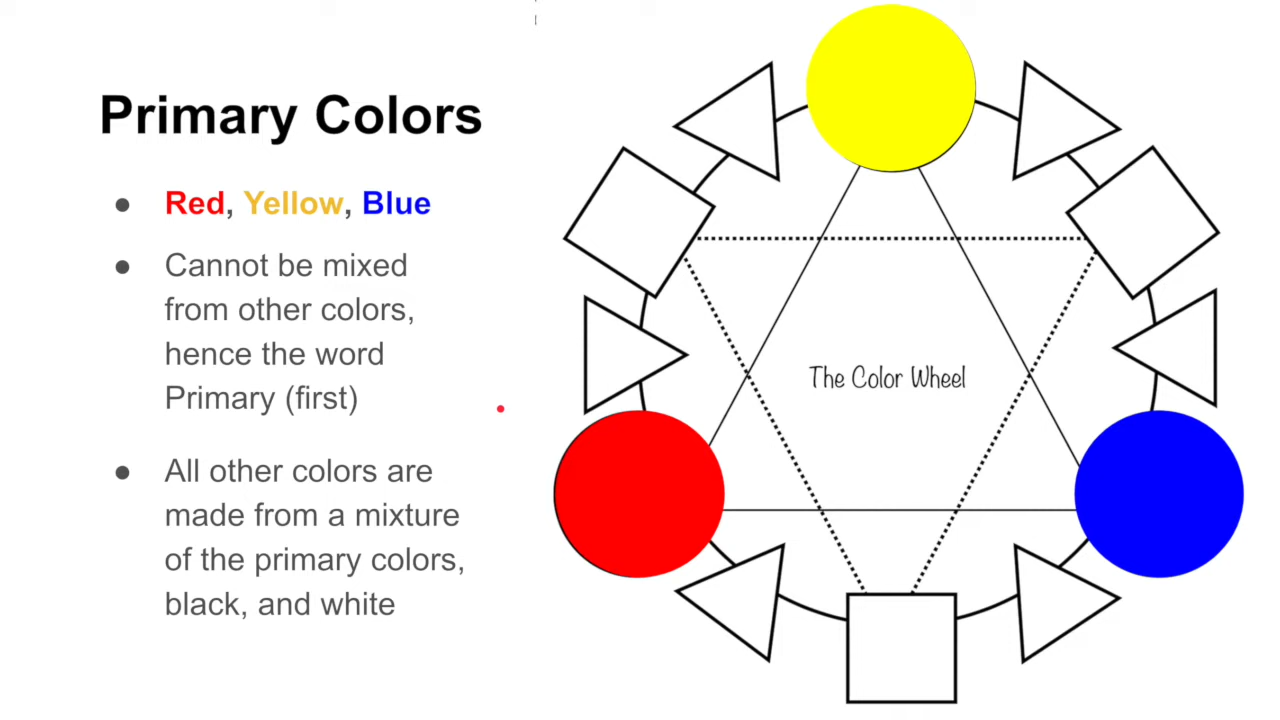 Primary Colors
● Red, Yellow, Blue
● Cannot be mixed
from other colors,
hence the word
Primary (first)
● All other colors are
made from a mixture
of the primary colors,
black, and white
The Color Wheel